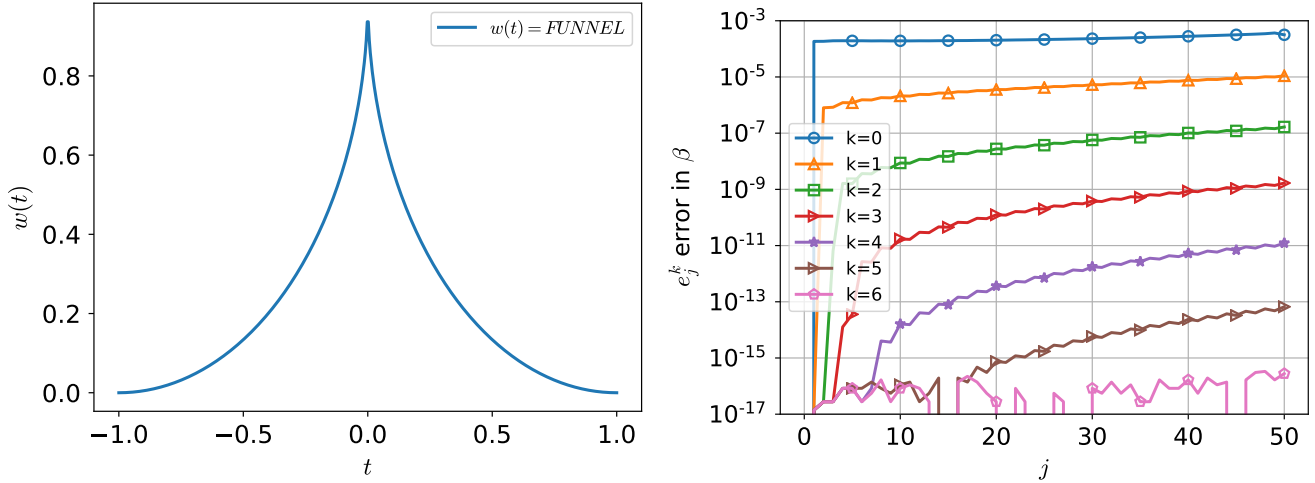 w(t) = FUNNEL
w(t)
0.8
0.6
0.4
0.2
0.0
−1.0 −0.5 0.0 0.5 1.0
t
e_j^k error in β
10^-3
10^-5
10^-7
10^-9
10^-11
10^-13
10^-15
10^-17
k=0
k=1
k=2
k=3
k=4
k=5
k=6
0 10 20 30 40 50
j